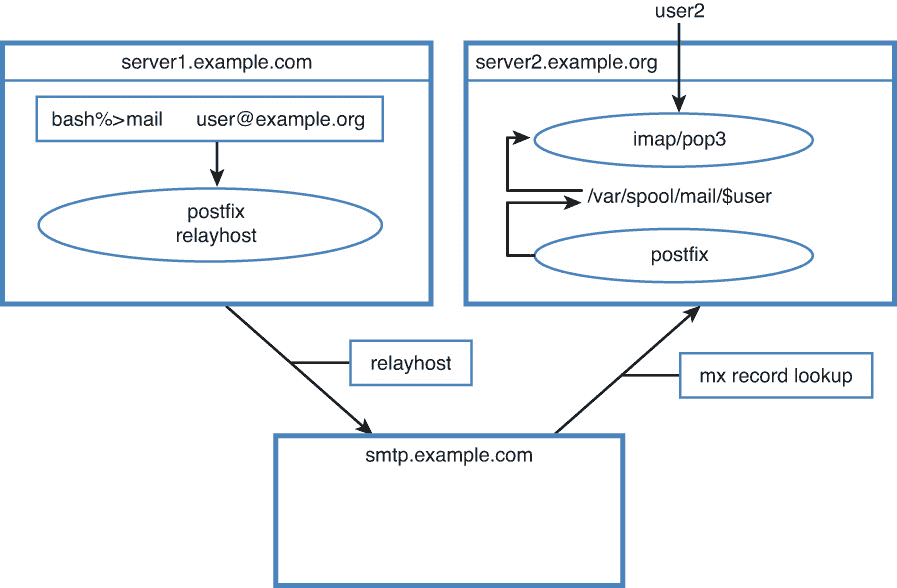 user2
server1.example.com
server2.example.org
bash%>mail user@example.org
imap/pop3
/var/spool/mail/$user
postfix
relayhost
postfix
relayhost
mx record lookup
smtp.example.com